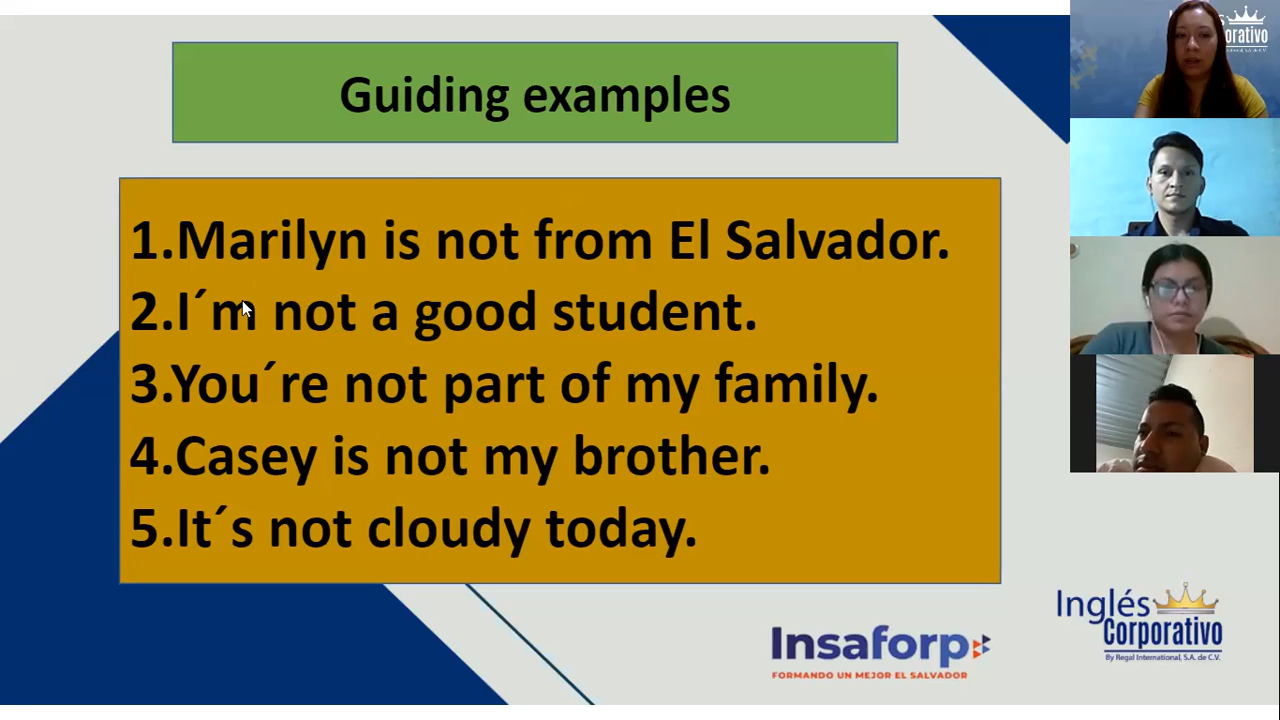 Guiding examples
1.Marilyn is not from El Salvador.
2.I´m not a good student.
3.You´re not part of my family.
4.Casey is not my brother.
5.It´s not cloudy today.
Insaforp
FORMANDO UN MEJOR EL SALVADOR
Inglés
Corporativo
By Regal International, S.A. de C.V.
orativo